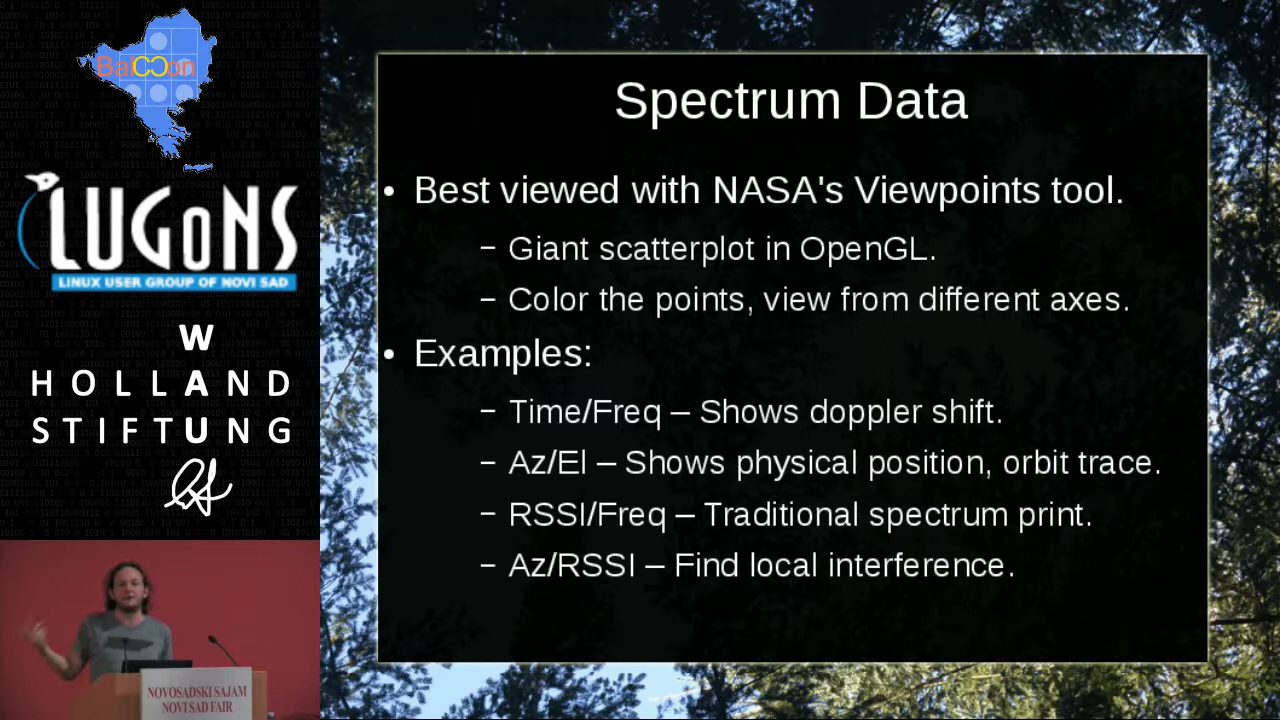 BalCCon
LUGoNS
LINUX USER GROUP OF NOVI SAD
W
HOLLAND
STIFTUNG
NOVOSADSKI SAJAM
NOVI SAD FAIR
Spectrum Data
• Best viewed with NASA's Viewpoints tool.
– Giant scatterplot in OpenGL.
– Color the points, view from different axes.
• Examples:
– Time/Freq – Shows doppler shift.
– Az/El – Shows physical position, orbit trace.
– RSSI/Freq – Traditional spectrum print.
– Az/RSSI – Find local interference.